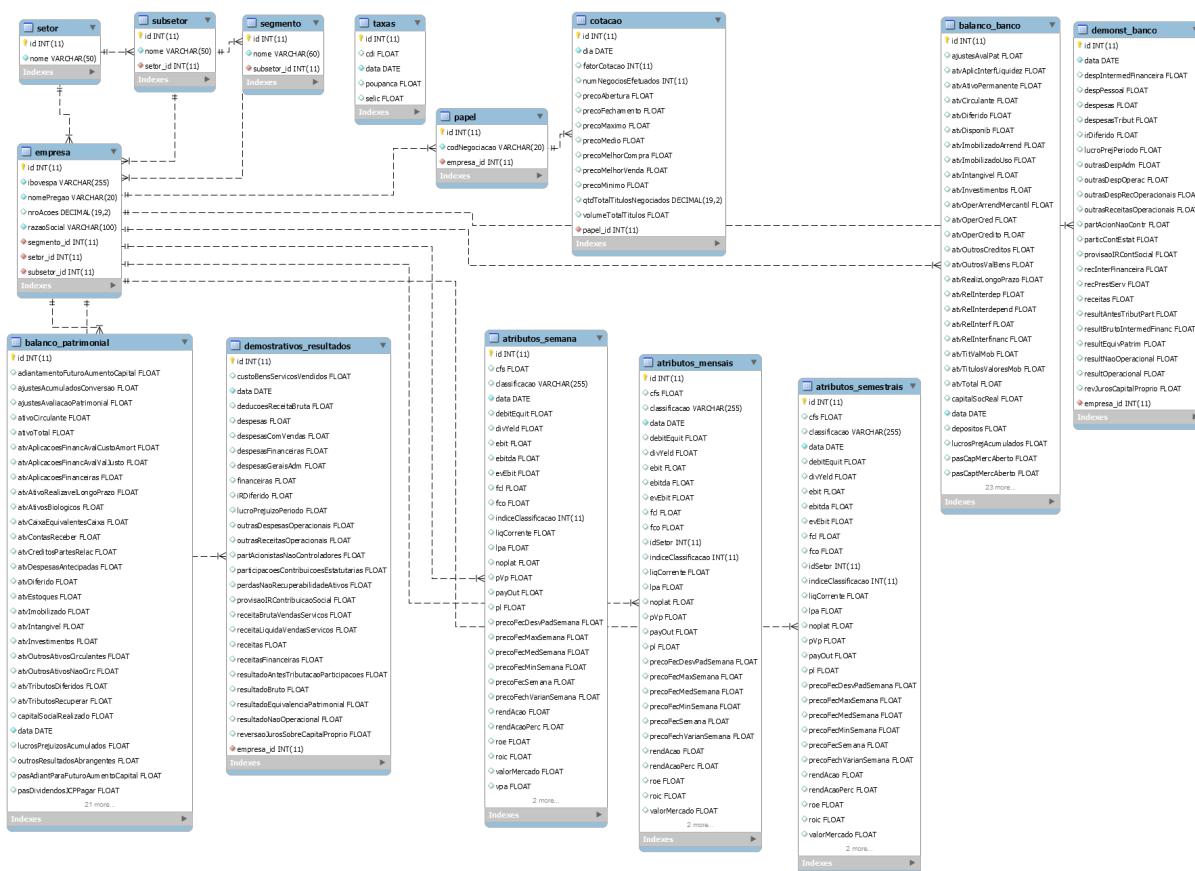 setor
id INT(11)
nome VARCHAR(50)
Indexes
subsetor
id INT(11)
nome VARCHAR(50)
setor_id INT(11)
Indexes
segmento
id INT(11)
nome VARCHAR(60)
subsetor_id INT(11)
Indexes
taxas
id INT(11)
cdi FLOAT
data DATE
poupanca FLOAT
selic FLOAT
Indexes
papel
id INT(11)
codNegociacao VARCHAR(20)
empresa_id INT(11)
Indexes
cotacao
id INT(11)
dia DATE
fatorCotacao INT(11)
numNegociosEfetuados INT(11)
precoAbertura FLOAT
precoFechamento FLOAT
precoMaximo FLOAT
precoMedio FLOAT
precoMelhorCompra FLOAT
precoMelhorVenda FLOAT
precoMinimo FLOAT
qtdTotalTitulosNegociados DECIMAL(19,2)
volumeTotalTitulos FLOAT
papel_id INT(11)
Indexes
balanco_banco
id INT(11)
ajustesAvalPat FLOAT
atvAplicInterfLiquidez FLOAT
atvAtivoPermanente FLOAT
atvCirculante FLOAT
atvDiferido FLOAT
atvDisponib FLOAT
atvImobilizadoArrend FLOAT
atvImobilizadoUso FLOAT
atvIntangivel FLOAT
atvInvestimentos FLOAT
atvOperArrendMercantil FLOAT
atvOperCred FLOAT
atvOperCredito FLOAT
atvOutrosCreditos FLOAT
atvOutrosValBens FLOAT
atvRealizLongoPrazo FLOAT
atvRelInterdep FLOAT
atvRelInterdepend FLOAT
atvRelInterf FLOAT
atvRelInterfinanc FLOAT
atvTitValMob FLOAT
atvTitulosValoresMob FLOAT
atvTotal FLOAT
capitalSocReal FLOAT
data DATE
depositos FLOAT
lucrosPrejAcumulados FLOAT
pasCapMercAberto FLOAT
pasCaptMercAberto FLOAT
23 more...
Indexes
demonst_banco
id INT(11)
data DATE
despIntermedFinanceira FLOAT
despPessoal FLOAT
despesas FLOAT
despesasTribut FLOAT
irDiferido FLOAT
lucroPrejPeriodo FLOAT
outrasDespAdm FLOAT
outrasDespOperac FLOAT
outrasDespRecOperacionais FLOA
outrasReceitasOperacionais FLOA
partAcionNaoContr FLOAT
particContEstat FLOAT
provisaoIRContSocial FLOAT
recInterFinanceira FLOAT
recPrestServ FLOAT
receitas FLOAT
resultAntesTributPart FLOAT
resultBrutoIntermedFinanc FLOAT
resultEquivPatrim FLOAT
resultNaoOperacional FLOAT
resultOperacional FLOAT
revJurosCapitalProprio FLOAT
empresa_id INT(11)
Indexes
empresa
id INT(11)
ibovespa VARCHAR(255)
nomePregao VARCHAR(20)
nroAcoes DECIMAL(19,2)
razaoSocial VARCHAR(100)
segmento_id INT(11)
setor_id INT(11)
subsetor_id INT(11)
Indexes
balanco_patrimonial
id INT(11)
adiantamentoFuturoAumentoCapital FLOAT
ajustesAcumuladosConversao FLOAT
ajustesAvaliacaoPatrimonial FLOAT
ativoCirculante FLOAT
ativoTotal FLOAT
atvAplicacoesFinancAvalCustoAmort FLOAT
atvAplicacoesFinancAvalValJusto FLOAT
atvAplicacoesFinanceiras FLOAT
atvAtivoRealizavelLongoPrazo FLOAT
atvAtivosBiologicos FLOAT
atvCaixaEquivalentesCaixa FLOAT
atvContasReceber FLOAT
atvCreditosPartesRelac FLOAT
atvDespesasAntecipadas FLOAT
atvDiferido FLOAT
atvEstoques FLOAT
atvImobilizado FLOAT
atvIntangivel FLOAT
atvInvestimentos FLOAT
atvOutrosAtivosCirculantes FLOAT
atvOutrosAtivosNaoCirc FLOAT
atvTributosDiferidos FLOAT
atvTributosRecuperar FLOAT
capitalSocialRealizado FLOAT
data DATE
lucrosPrejuizosAcumulados FLOAT
outrosResultadosAbrangentes FLOAT
pasAdiantParaFuturoAumentoCapital FLOAT
pasDividendosJCPPagar FLOAT
21 more...
Indexes
demostrativos_resultados
id INT(11)
custoBensServicosVendidos FLOAT
data DATE
deducoesReceitaBruta FLOAT
despesas FLOAT
despesasComVendas FLOAT
despesasFinanceiras FLOAT
despesasGeraisAdm FLOAT
financeiras FLOAT
iRDiferido FLOAT
lucroPrejuizoPeriodo FLOAT
outrasDespesasOperacionais FLOAT
outrasReceitasOperacionais FLOAT
partAcionistasNaoControladores FLOAT
participacoesContribuicoesEstatutarias FLOAT
perdasNaoRecuperabilidadeAtivos FLOAT
provisaoIRContribuicaoSocial FLOAT
receitaBrutaVendasServicos FLOAT
receitaLiquidaVendasServicos FLOAT
receitas FLOAT
receitasFinanceiras FLOAT
resultadoAntesTributacaoParticipacoes FLOAT
resultadoBruto FLOAT
resultadoEquivalenciaPatrimonial FLOAT
resultadoNaoOperacional FLOAT
reversaoJurosSobreCapitalProprio FLOAT
empresa_id INT(11)
Indexes
atributos_semana
id INT(11)
cfs FLOAT
classificacao VARCHAR(255)
data DATE
debitEquit FLOAT
divYeld FLOAT
ebit FLOAT
ebitda FLOAT
evEbit FLOAT
fcl FLOAT
fco FLOAT
indiceClassificacao INT(11)
liqCorrente FLOAT
lpa FLOAT
noplat FLOAT
pVp FLOAT
payOut FLOAT
pl FLOAT
precoFecDesvPadSemana FLOAT
precoFecMaxSemana FLOAT
precoFecMedSemana FLOAT
precoFecMinSemana FLOAT
precoFecSemana FLOAT
precoFechVarianSemana FLOAT
rendAcao FLOAT
rendAcaoPerc FLOAT
roe FLOAT
roic FLOAT
valorMercado FLOAT
vpa FLOAT
2 more...
Indexes
atributos_mensais
id INT(11)
cfs FLOAT
classificacao VARCHAR(255)
data DATE
debitEquit FLOAT
divYeld FLOAT
ebit FLOAT
ebitda FLOAT
evEbit FLOAT
fcl FLOAT
fco FLOAT
idSetor INT(11)
indiceClassificacao INT(11)
liqCorrente FLOAT
lpa FLOAT
noplat FLOAT
pVp FLOAT
payOut FLOAT
pl FLOAT
precoFecDesvPadSemana FLOAT
precoFecMaxSemana FLOAT
precoFecMedSemana FLOAT
precoFecMinSemana FLOAT
precoFecSemana FLOAT
precoFechVarianSemana FLOAT
rendAcao FLOAT
rendAcaoPerc FLOAT
roe FLOAT
roic FLOAT
valorMercado FLOAT
2 more...
Indexes
atributos_semestrais
id INT(11)
cfs FLOAT
classificacao VARCHAR(255)
data DATE
debitEquit FLOAT
divYeld FLOAT
ebit FLOAT
ebitda FLOAT
evEbit FLOAT
fcl FLOAT
fco FLOAT
idSetor INT(11)
indiceClassificacao INT(11)
liqCorrente FLOAT
lpa FLOAT
noplat FLOAT
pVp FLOAT
payOut FLOAT
pl FLOAT
precoFecDesvPadSemana FLOAT
precoFecMaxSemana FLOAT
precoFecMedSemana FLOAT
precoFecMinSemana FLOAT
precoFecSemana FLOAT
precoFechVarianSemana FLOAT
rendAcao FLOAT
rendAcaoPerc FLOAT
roe FLOAT
roic FLOAT
valorMercado FLOAT
2 more...
Indexes